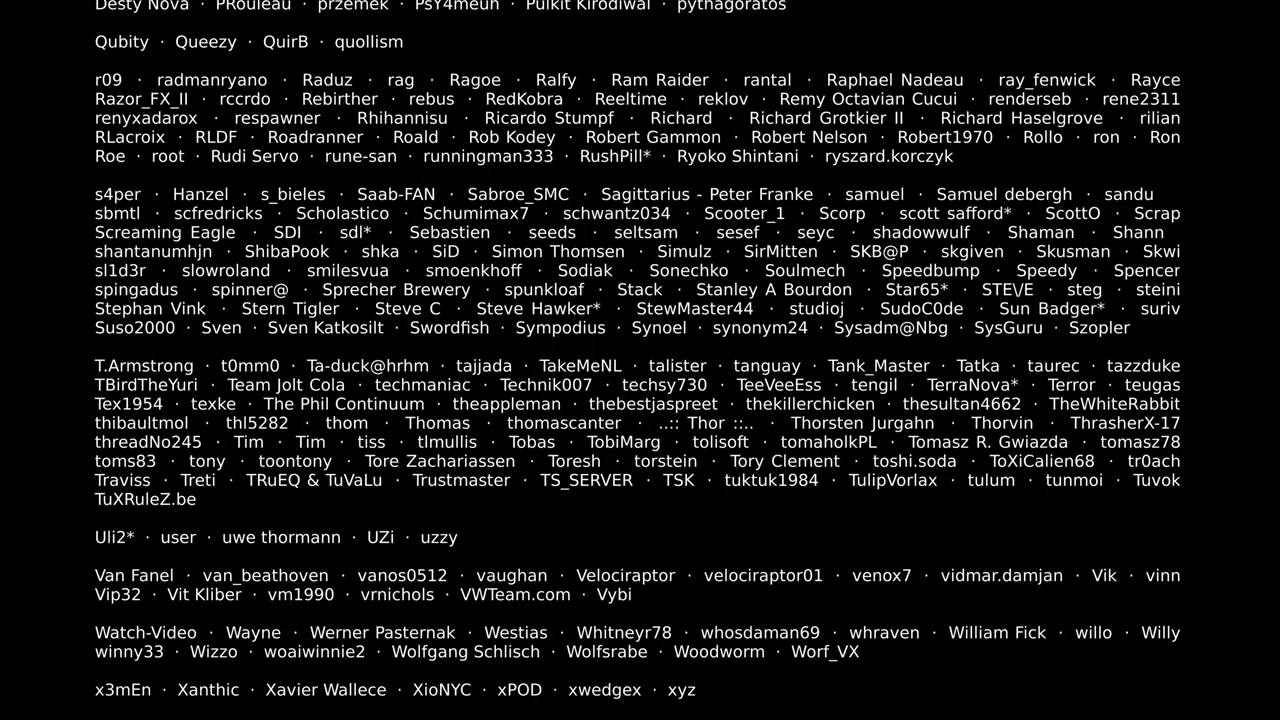 Desty Nova · PRouleau · przemek · PsY4meuh · Pulkit Kirodiwal · pythagoratos
Qubity · Queezy · QuirB · quollism
r09 · radmanryano · Raduz · rag · Ragoe · Ralfy · Ram Raider · rantal · Raphael Nadeau · ray_fenwick · Rayce
Razor_FX_II · rccrdo · Rebirther · rebus · RedKobra · Reeltime · reklov · Remy Octavian Cucui · renderseb · rene2311
renyxadarox · respawner · Rhihannisu · Ricardo Stumpf · Richard · Richard Grotkier II · Richard Haselgrove · rilian
RLacroix · RLDF · Roadranner · Roald · Rob Kodey · Robert Gammon · Robert Nelson · Robert1970 · Rollo · ron · Ron
Roe · root · Rudi Servo · rune-san · runningman333 · RushPill* · Ryoko Shintani · ryszard.korczyk
s4per · Hanzel · s_bieles · Saab-FAN · Sabroe_SMC · Sagittarius - Peter Franke · samuel · Samuel debergh · sandu
sbmtl · scfredricks · Scholastico · Schumimax7 · schwantz034 · Scooter_1 · Scorp · scott safford* · ScottO · Scrap
Screaming Eagle · SDI · sdl* · Sebastien · seeds · seltsam · sesef · seyc · shadowwulf · Shaman · Shann
shantanumhjn · ShibaPook · shka · SiD · Simon Thomsen · Simulz · SirMitten · SKB@P · skgiven · Skusman · Skwi
sl1d3r · slowroland · smilesvua · smoenkhoff · Sodiak · Sonechko · Soulmech · Speedbump · Speedy · Spencer
spingadus · spinner@ · Sprecher Brewery · spunkloaf · Stack · Stanley A Bourdon · Star65* · STE\/E · steg · steini
Stephan Vink · Stern Tigler · Steve C · Steve Hawker* · StewMaster44 · studioj · SudoC0de · Sun Badger* · suriv
Suso2000 · Sven · Sven Katkosilt · Swordfish · Sympodius · Synoel · synonym24 · Sysadm@Nbg · SysGuru · Szopler
T.Armstrong · t0mm0 · Ta-duck@hrhm · tajjada · TakeMeNL · talister · tanguay · Tank_Master · Tatka · taurec · tazzduke
TBirdTheYuri · Team Jolt Cola · techmaniac · Technik007 · techsy730 · TeeVeeEss · tengil · TerraNova* · Terror · teugas
Tex1954 · texke · The Phil Continuum · theappleman · thebestjaspreet · thekillerchicken · thesultan4662 · TheWhiteRabbit
thibaultmol · thl5282 · thom · Thomas · thomascanter · ..:: Thor ::.. · Thorsten Jurgahn · Thorvin · ThrasherX-17
threadNo245 · Tim · Tim · tiss · tlmullis · Tobas · TobiMarg · tolisoft · tomaholkPL · Tomasz R. Gwiazda · tomasz78
toms83 · tony · toontony · Tore Zachariassen · Toresh · torstein · Tory Clement · toshi.soda · ToXiCalien68 · tr0ach
Traviss · Treti · TRuEQ & TuVaLu · Trustmaster · TS_SERVER · TSK · tuktuk1984 · TulipVorlax · tulum · tunmoi · Tuvok
TuXRuleZ.be
Uli2* · user · uwe thormann · UZi · uzzy
Van Fanel · van_beathoven · vanos0512 · vaughan · Velociraptor · velociraptor01 · venox7 · vidmar.damjan · Vik · vinn
Vip32 · Vit Kliber · vm1990 · vrnichols · VWTeam.com · Vybi
Watch-Video · Wayne · Werner Pasternak · Westias · Whitneyr78 · whosdaman69 · whraven · William Fick · willo · Willy
winny33 · Wizzo · woaiwinnie2 · Wolfgang Schlisch · Wolfsrabe · Woodworm · Worf_VX
x3mEn · Xanthic · Xavier Wallece · XioNYC · xPOD · xwedgex · xyz